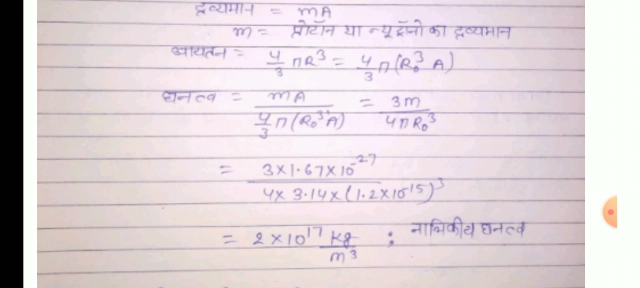 द्रव्यमान = mA
m = प्रोटॉन या न्यूट्रॉनो का द्रव्यमान
आयतन = 4/3 πR³ = 4/3 π(R₀³ A)
घनत्व = mA / 4/3 π(R₀³A) = 3m / 4πR₀³
= 3×1.67×10⁻²⁷ / 4×3.14×(1.2×10⁻¹⁵)³
= 2×10¹⁷ kg/m³ : नाभिकीय घनत्व